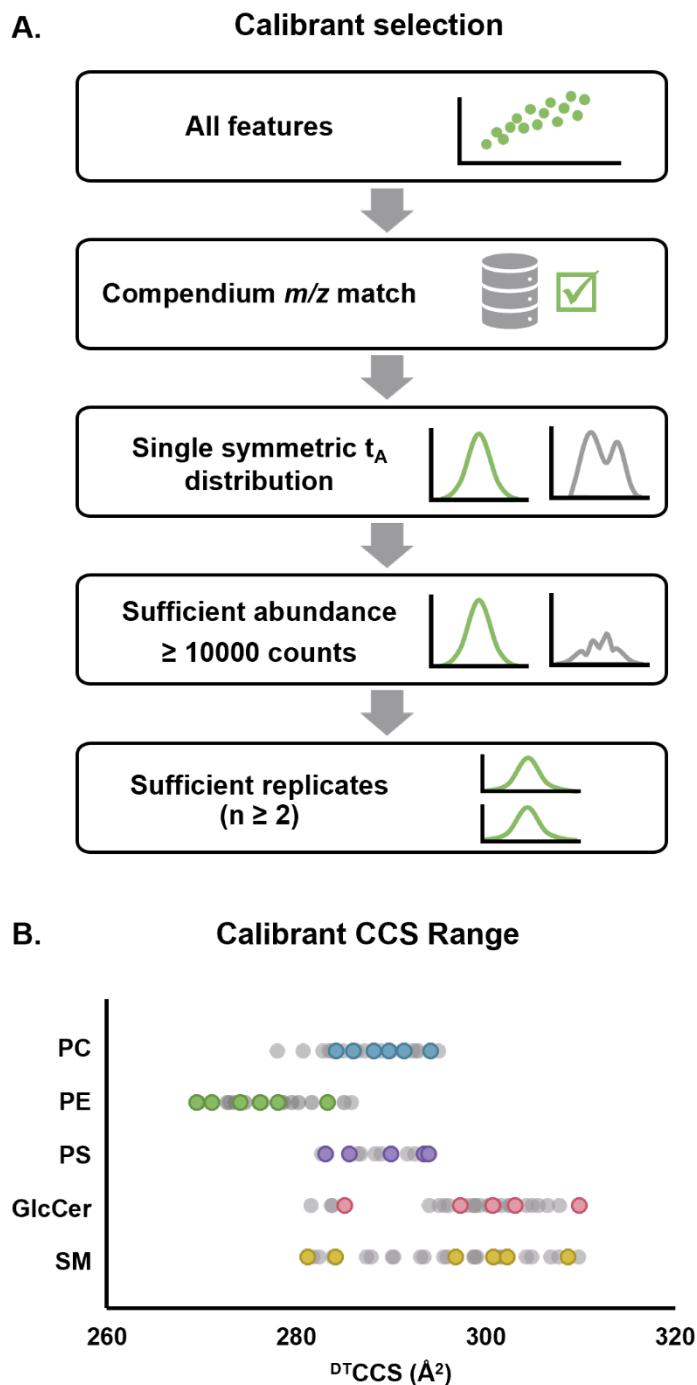 A.
Calibrant selection
All features
Compendium m/z match
Single symmetric tA
distribution
Sufficient abundance
≥ 10000 counts
Sufficient replicates
(n ≥ 2)
B.
Calibrant CCS Range
PC
PE
PS
GlcCer
SM
260
280
300
320
DTCCS (Å²)